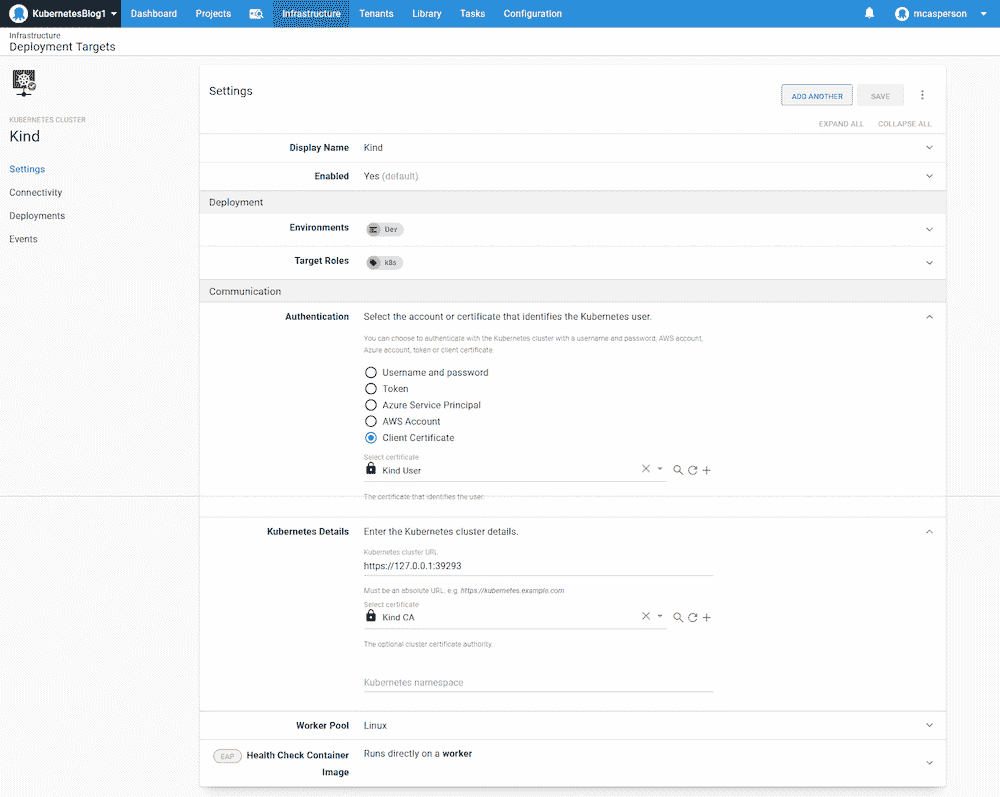 KubernetesBlog1 Dashboard Projects Infrastructure Tenants Library Tasks Configuration mcasperson
Infrastructure
Deployment Targets
KUBERNETES CLUSTER
Kind
Settings
Connectivity
Deployments
Events
Settings
ADD ANOTHER SAVE
EXPAND ALL COLLAPSE ALL
Display Name Kind
Enabled Yes (default)
Deployment
Environments Dev
Target Roles k8s
Communication
Authentication Select the account or certificate that identifies the Kubernetes user.
You can choose to authenticate with the Kubernetes cluster with a username and password, AWS account,
Azure account, token or client certificate.
Username and password
Token
Azure Service Principal
AWS Account
Client Certificate
Select certificate
Kind User
The certificate that identifies the user.
Kubernetes Details Enter the Kubernetes cluster details.
Kubernetes cluster URL
https://127.0.0.1:39293
Must be an absolute URL. e.g. https://kubernetes.example.com
Select certificate
Kind CA
The optional cluster certificate authority.
Kubernetes namespace
Worker Pool Linux
EAP Health Check Container Runs directly on a worker
Image